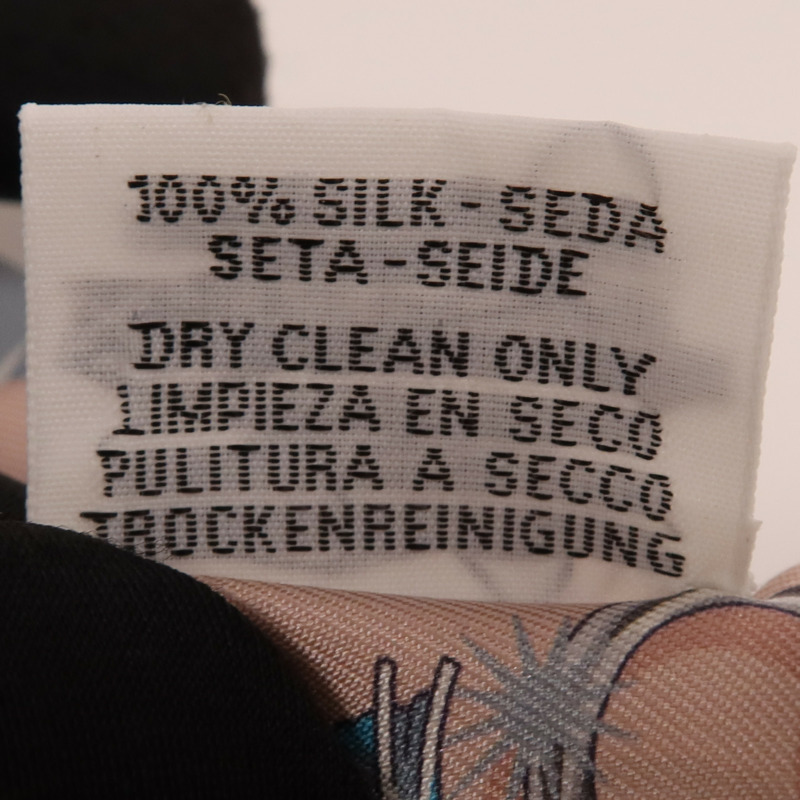 100% SILK - SEDA
SETA - SEIDE
DRY CLEAN ONLY
LIMPIEZA EN SECO
PULITURA A SECCO
TROCKENREINIGUNG